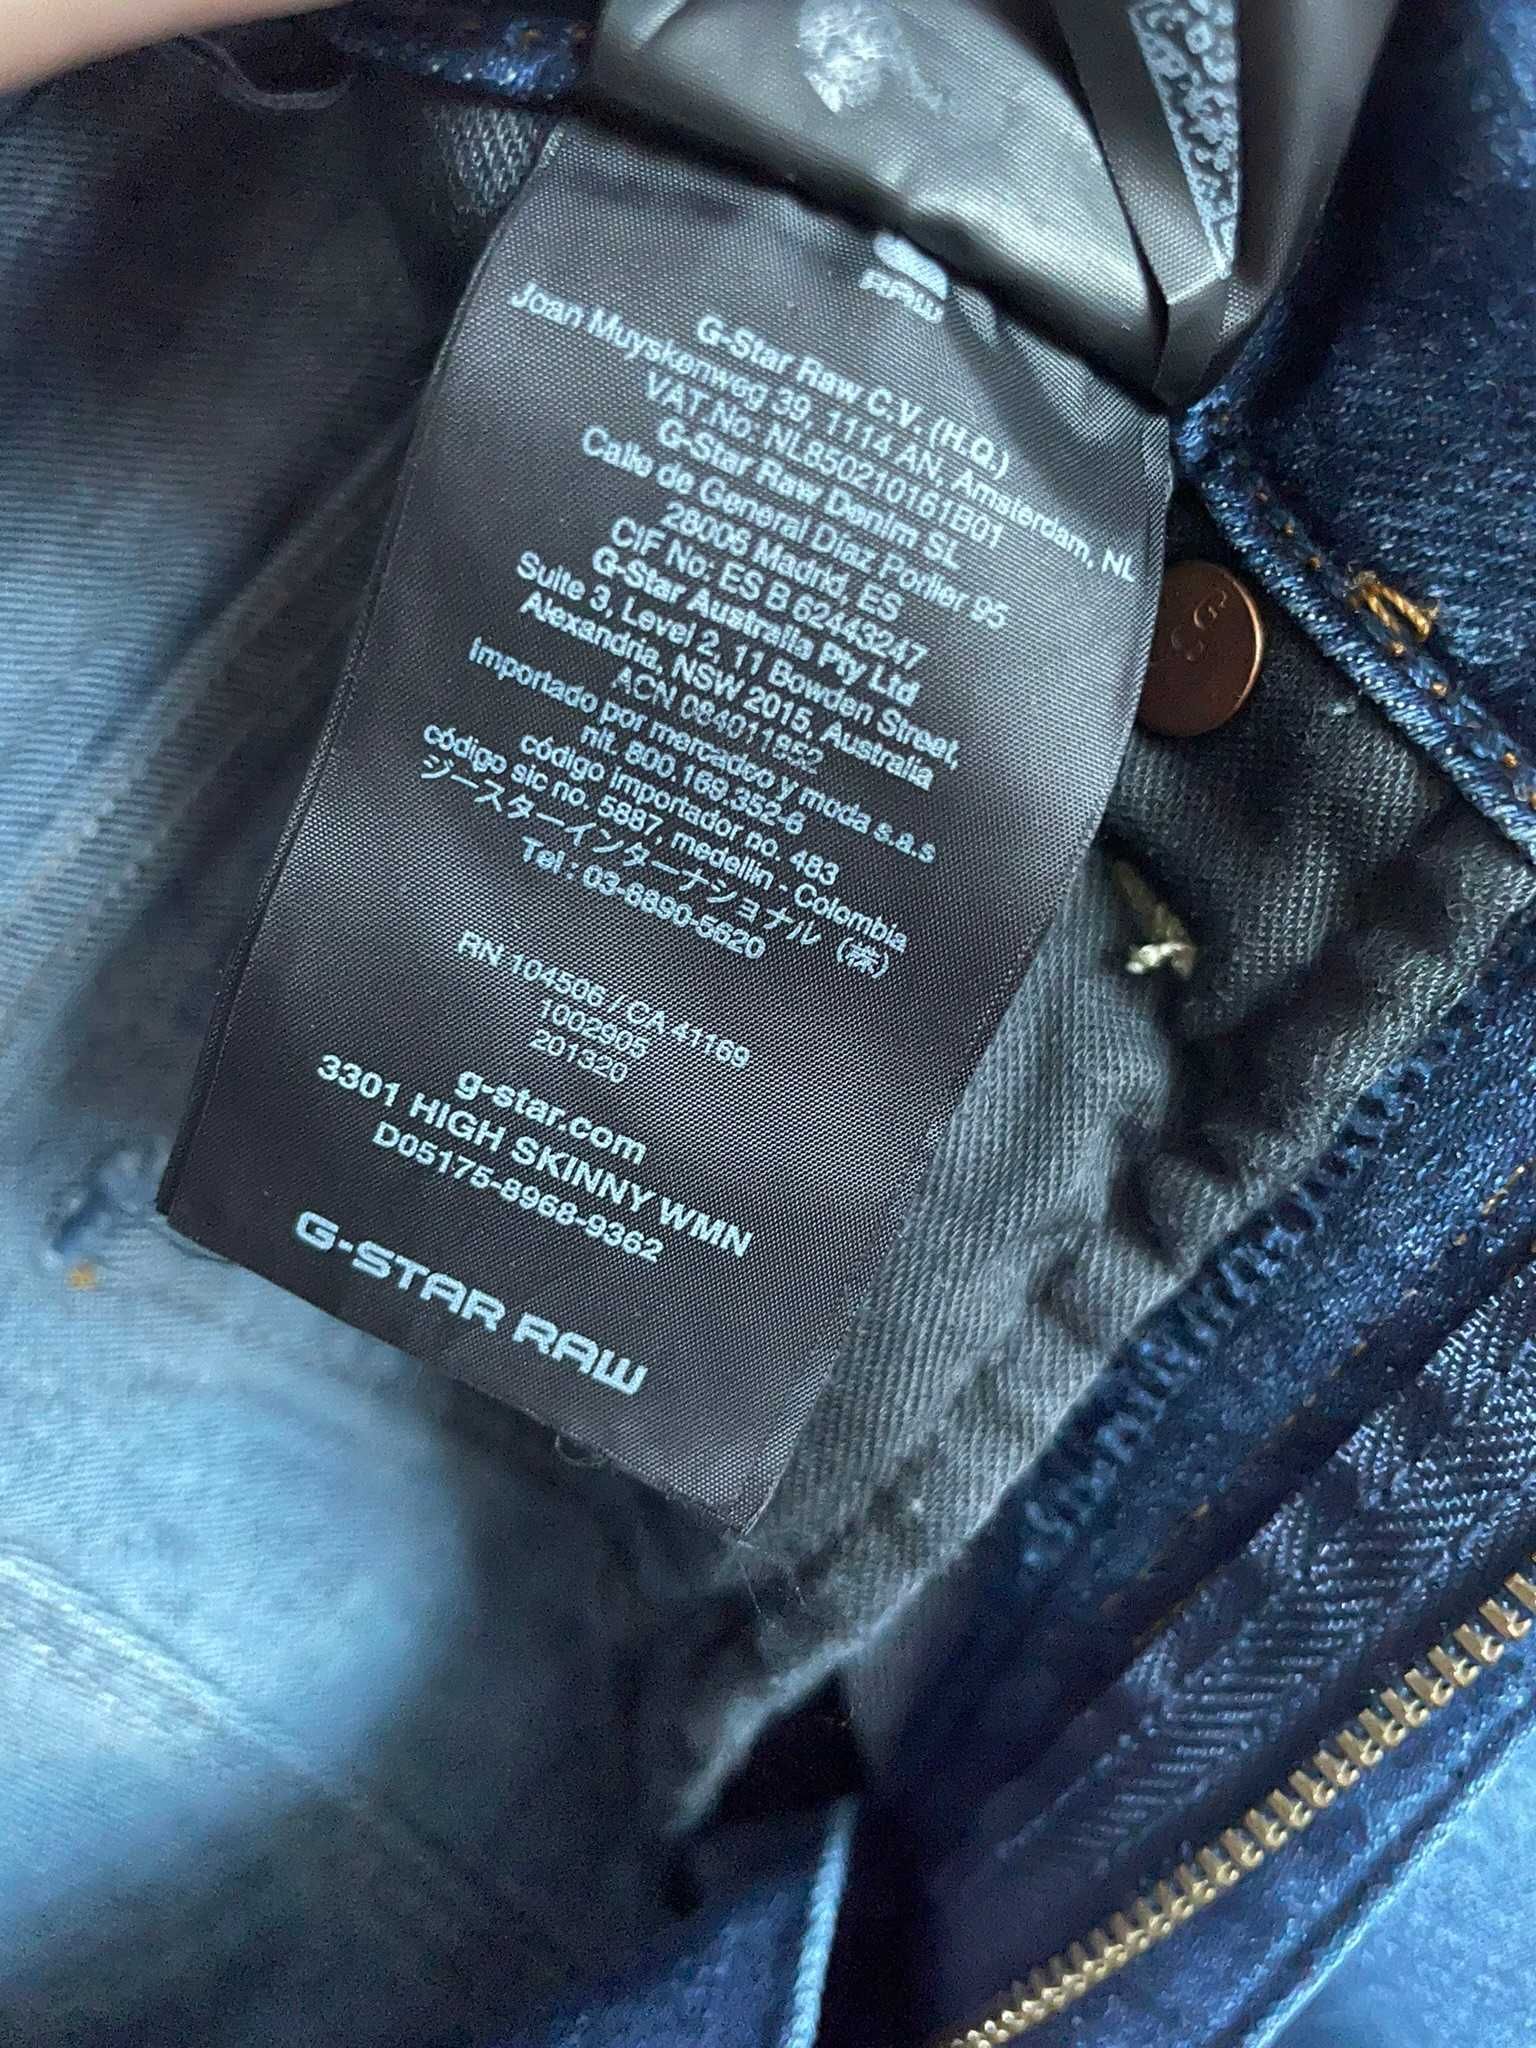 RAW
G-Star Raw C.V. (H.Q.)
Joan Muyskenweg 39, 1114 AN, Amsterdam, NL
VAT No: NL850210161B01
G-Star Raw Denim SL
Calle de General Díaz Porlier 95
28006 Madrid, ES
CIF No: ES B 62443247
G-Star Australia Pty Ltd
Suite 3, Level 2, 11 Bowden Street,
Alexandria, NSW 2015, Australia
ACN 084011852
Importado por mercadeo y moda s.a.s
nit. 800.169.352-6
código importador no. 483
código sic no. 5887, medellin - Colombia
ジースターインターナショナル（株）
Tel : 03-6890-5620
RN 104506 / CA 41169
1002905
201320
g-star.com
3301 HIGH SKINNY WMN
D05175-8968-9362
G-STAR RAW